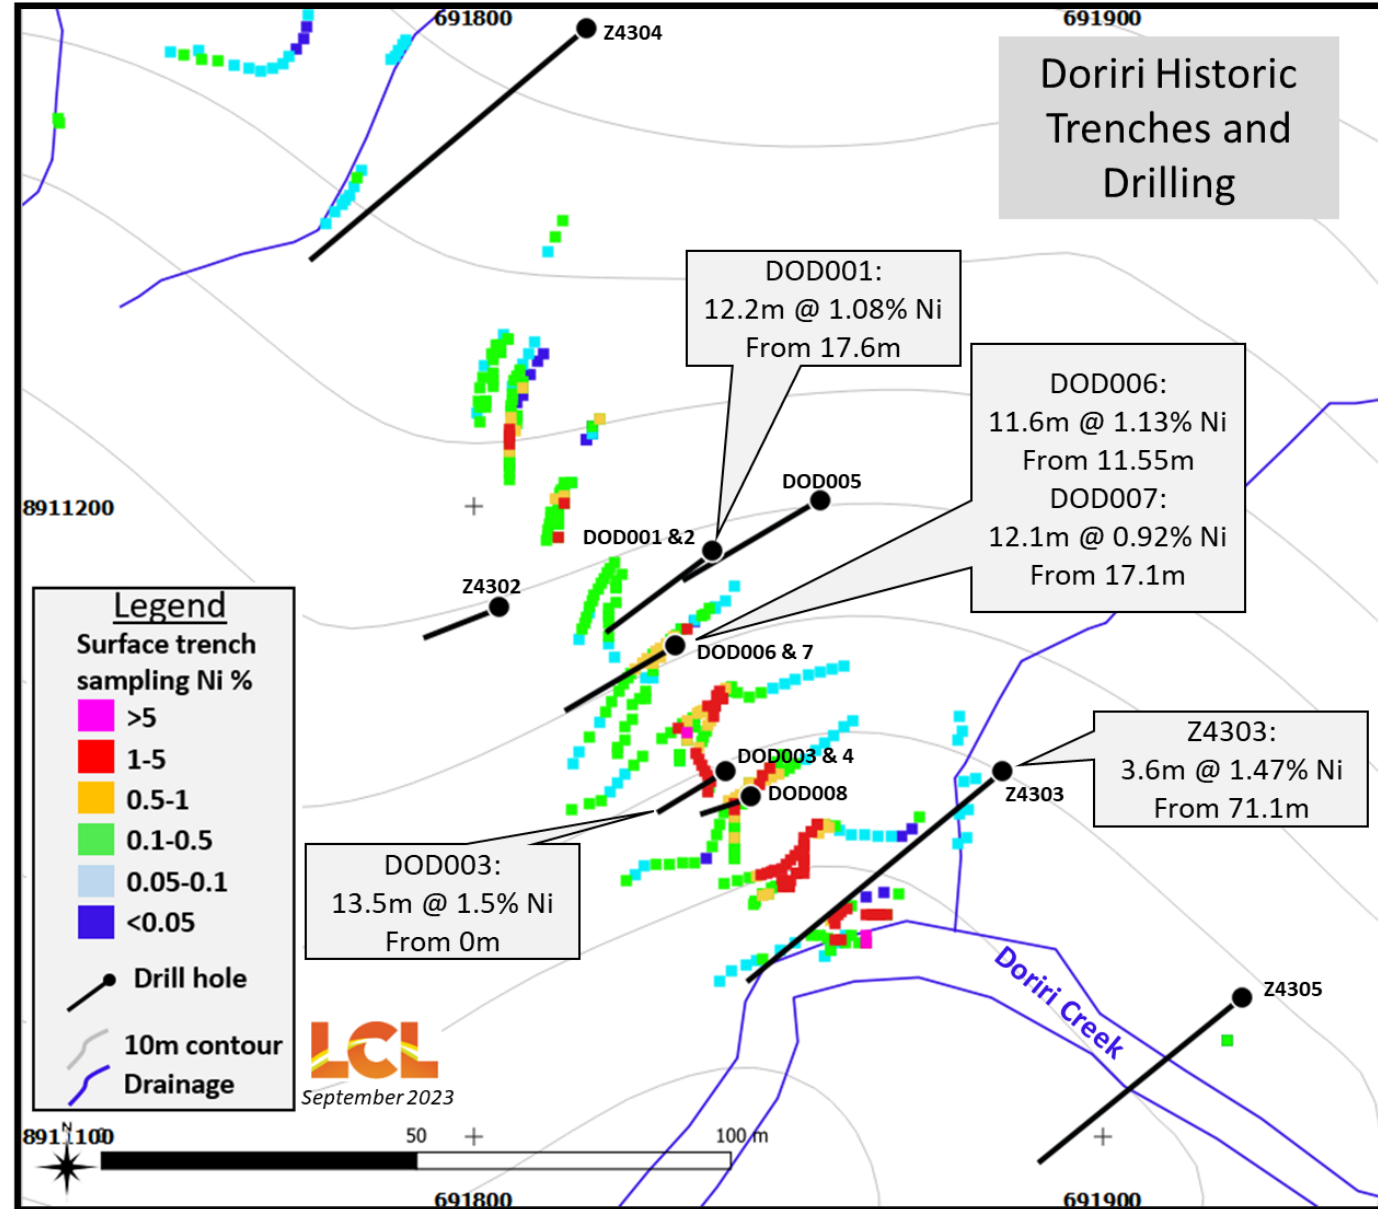 691800
691900
Z4304
Doriri Historic
Trenches and
Drilling
DOD001:
12.2m @ 1.08% Ni
From 17.6m
DOD006:
11.6m @ 1.13% Ni
From 11.55m
DOD007:
12.1m @ 0.92% Ni
From 17.1m
DOD005
8911200
DOD001 &2
Z4302
DOD006 & 7
Legend
Surface trench
sampling Ni %
>5
1-5
0.5-1
0.1-0.5
0.05-0.1
<0.05
Drill hole
10m contour
Drainage
DOD003 & 4
DOD008
Z4303
Z4303:
3.6m @ 1.47% Ni
From 71.1m
DOD003:
13.5m @ 1.5% Ni
From 0m
Doriri Creek
Z4305
LCL
September 2023
8911100
N
0
50
100 m
691800
691900